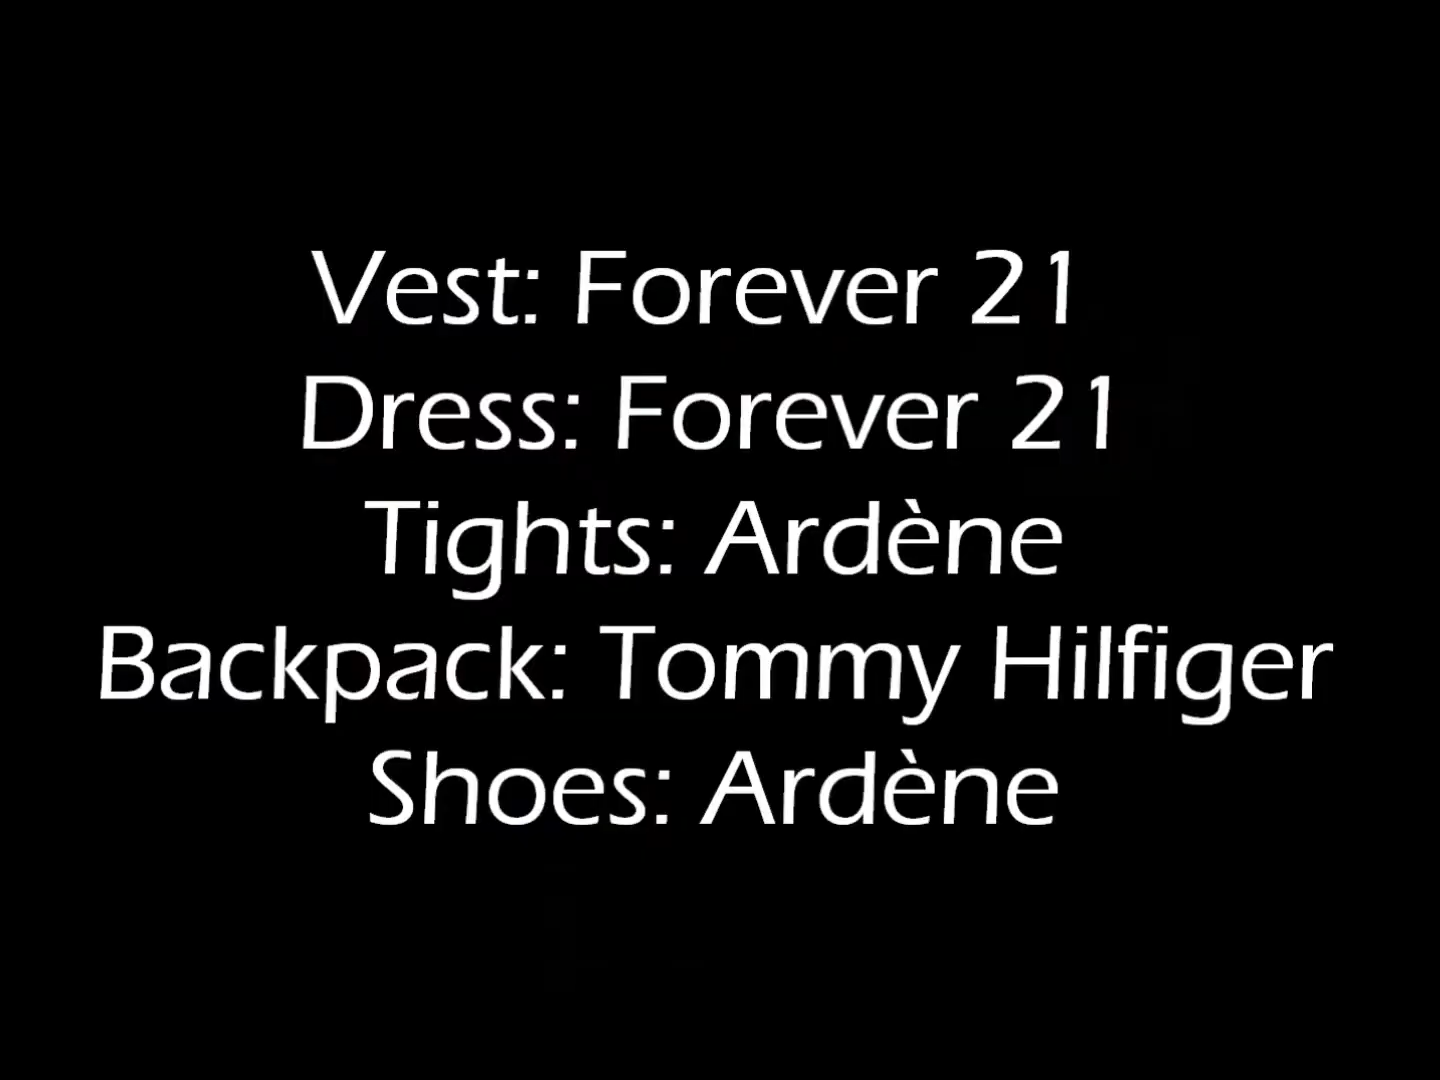 Vest: Forever 21
Dress: Forever 21
Tights: Ardène
Backpack: Tommy Hilfiger
Shoes: Ardène